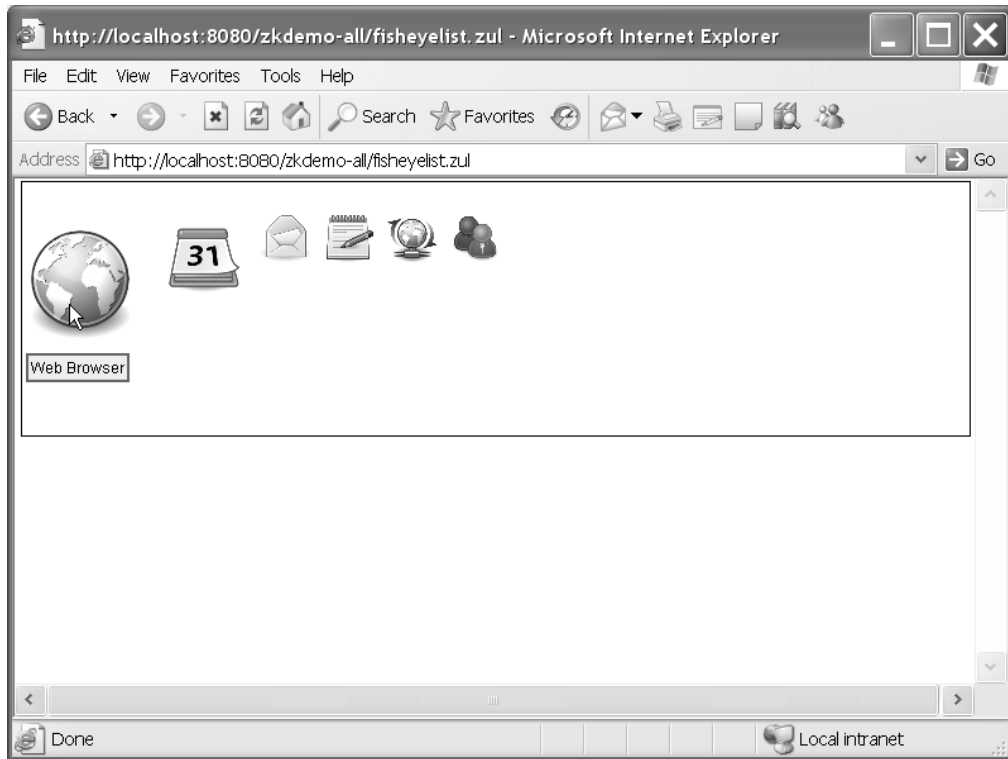 http://localhost:8080/zkdemo-all/fisheyelist.zul - Microsoft Internet Explorer
File Edit View Favorites Tools Help
Back Search Favorites
Address http://localhost:8080/zkdemo-all/fisheyelist.zul Go
31
Web Browser
Done Local intranet